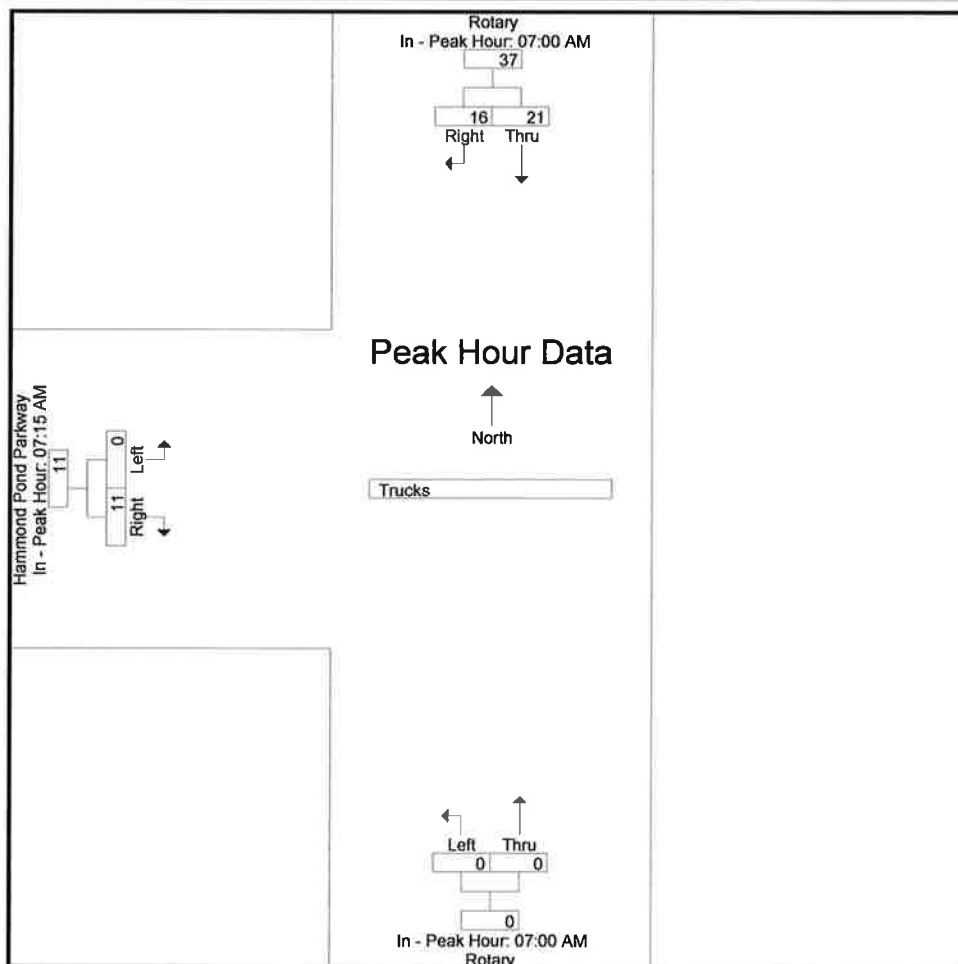 Rotary
In - Peak Hour: 07:00 AM
37
16 21
Right Thru
Peak Hour Data
North
Trucks
Hammond Pond Parkway
In - Peak Hour: 07:15 AM
11
0 11
Left Right
Left Thru
0 0
0
In - Peak Hour: 07:00 AM
Rotary